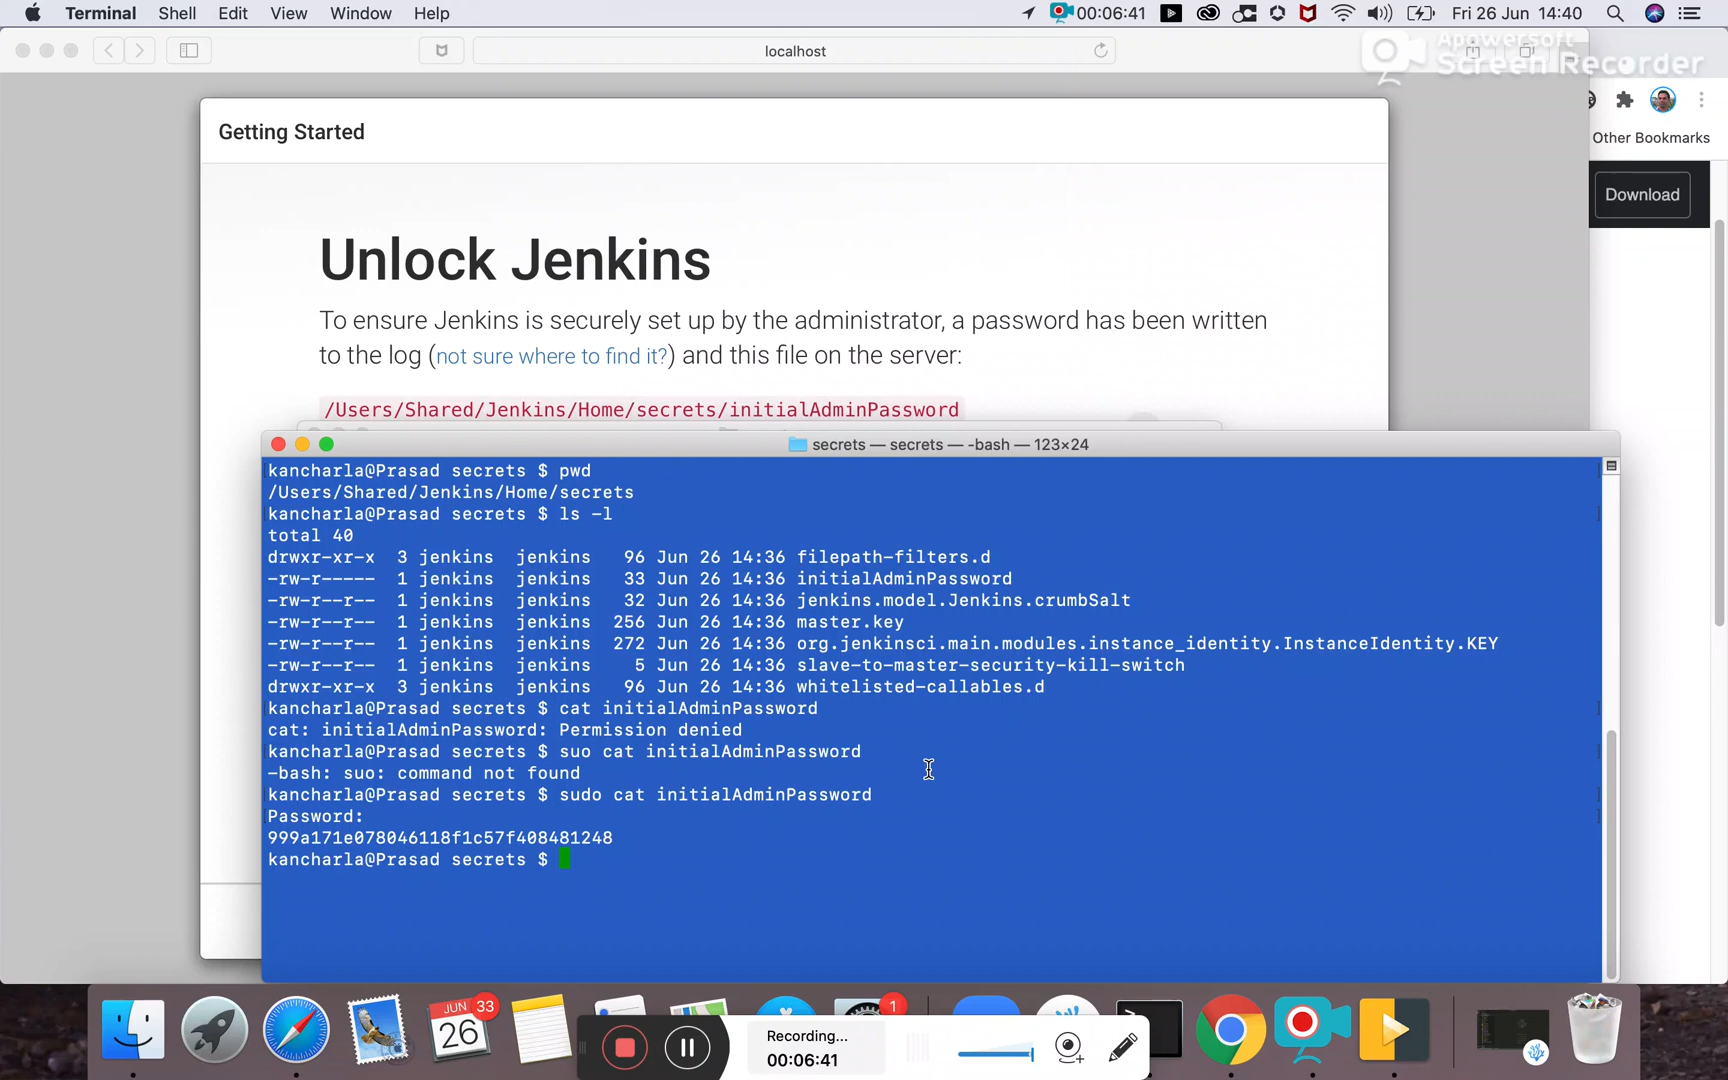 Terminal Shell Edit View Window Help
00:06:41
Fri 26 Jun 14:40
localhost
Apowersoft
Screen Recorder
Other Bookmarks
Download
Getting Started
Unlock Jenkins
To ensure Jenkins is securely set up by the administrator, a password has been written
to the log (not sure where to find it?) and this file on the server:
/Users/Shared/Jenkins/Home/secrets/initialAdminPassword
secrets — secrets — -bash — 123×24
kancharla@Prasad secrets $ pwd
/Users/Shared/Jenkins/Home/secrets
kancharla@Prasad secrets $ ls -l
total 40
drwxr-xr-x 3 jenkins jenkins 96 Jun 26 14:36 filepath-filters.d
-rw-r----- 1 jenkins jenkins 33 Jun 26 14:36 initialAdminPassword
-rw-r--r-- 1 jenkins jenkins 32 Jun 26 14:36 jenkins.model.Jenkins.crumbSalt
-rw-r--r-- 1 jenkins jenkins 256 Jun 26 14:36 master.key
-rw-r--r-- 1 jenkins jenkins 272 Jun 26 14:36 org.jenkinsci.main.modules.instance_identity.InstanceIdentity.KEY
-rw-r--r-- 1 jenkins jenkins 5 Jun 26 14:36 slave-to-master-security-kill-switch
drwxr-xr-x 3 jenkins jenkins 96 Jun 26 14:36 whitelisted-callables.d
kancharla@Prasad secrets $ cat initialAdminPassword
cat: initialAdminPassword: Permission denied
kancharla@Prasad secrets $ suo cat initialAdminPassword
-bash: suo: command not found
kancharla@Prasad secrets $ sudo cat initialAdminPassword
Password:
999a171e078046118f1c57f408481248
kancharla@Prasad secrets $
JUN
33
26
1
Recording...
00:06:41